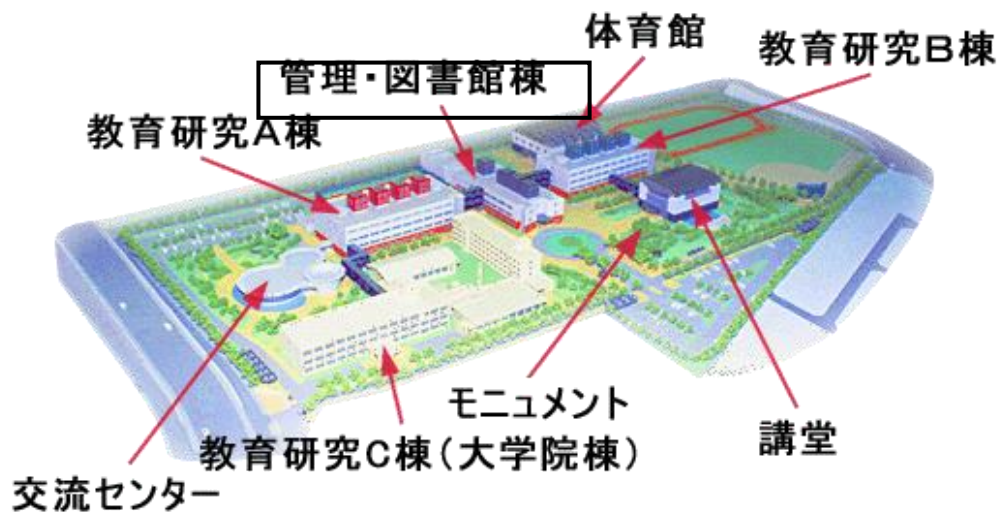 体育館
教育研究B棟
管理・図書館棟
教育研究A棟
モニュメント
講堂
教育研究C棟(大学院棟)
交流センター